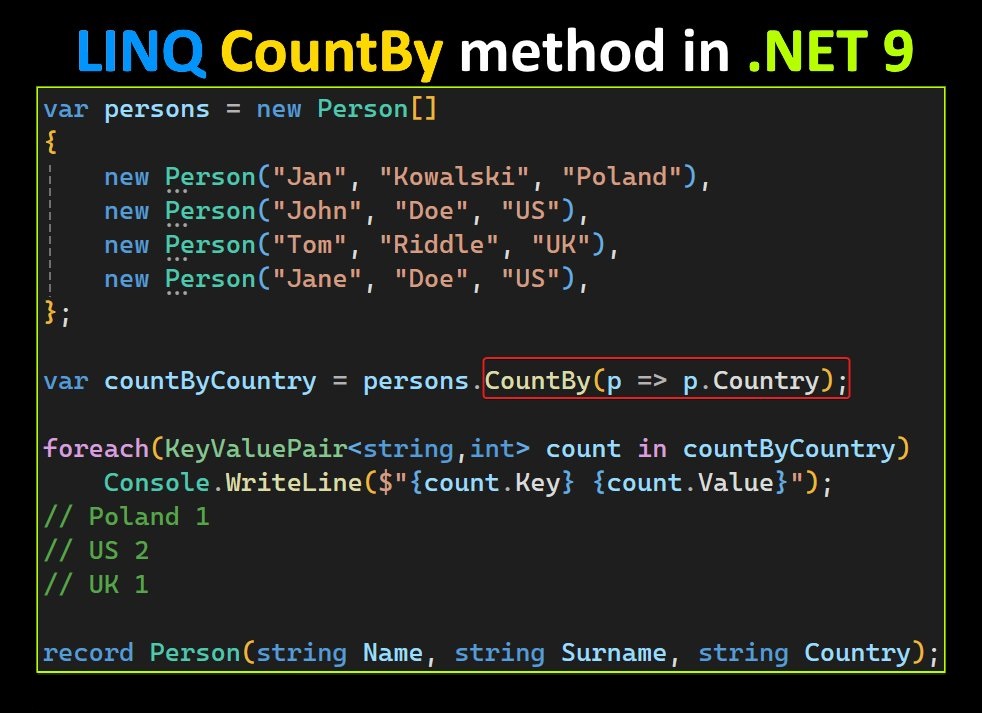 LINQ CountBy method in .NET 9
var persons = new Person[]
{
    new Person("Jan", "Kowalski", "Poland"),
    new Person("John", "Doe", "US"),
    new Person("Tom", "Riddle", "UK"),
    new Person("Jane", "Doe", "US"),
};
var countByCountry = persons.CountBy(p => p.Country);
foreach(KeyValuePair<string,int> count in countByCountry)
    Console.WriteLine($"{count.Key} {count.Value}");
// Poland 1
// US 2
// UK 1
record Person(string Name, string Surname, string Country);